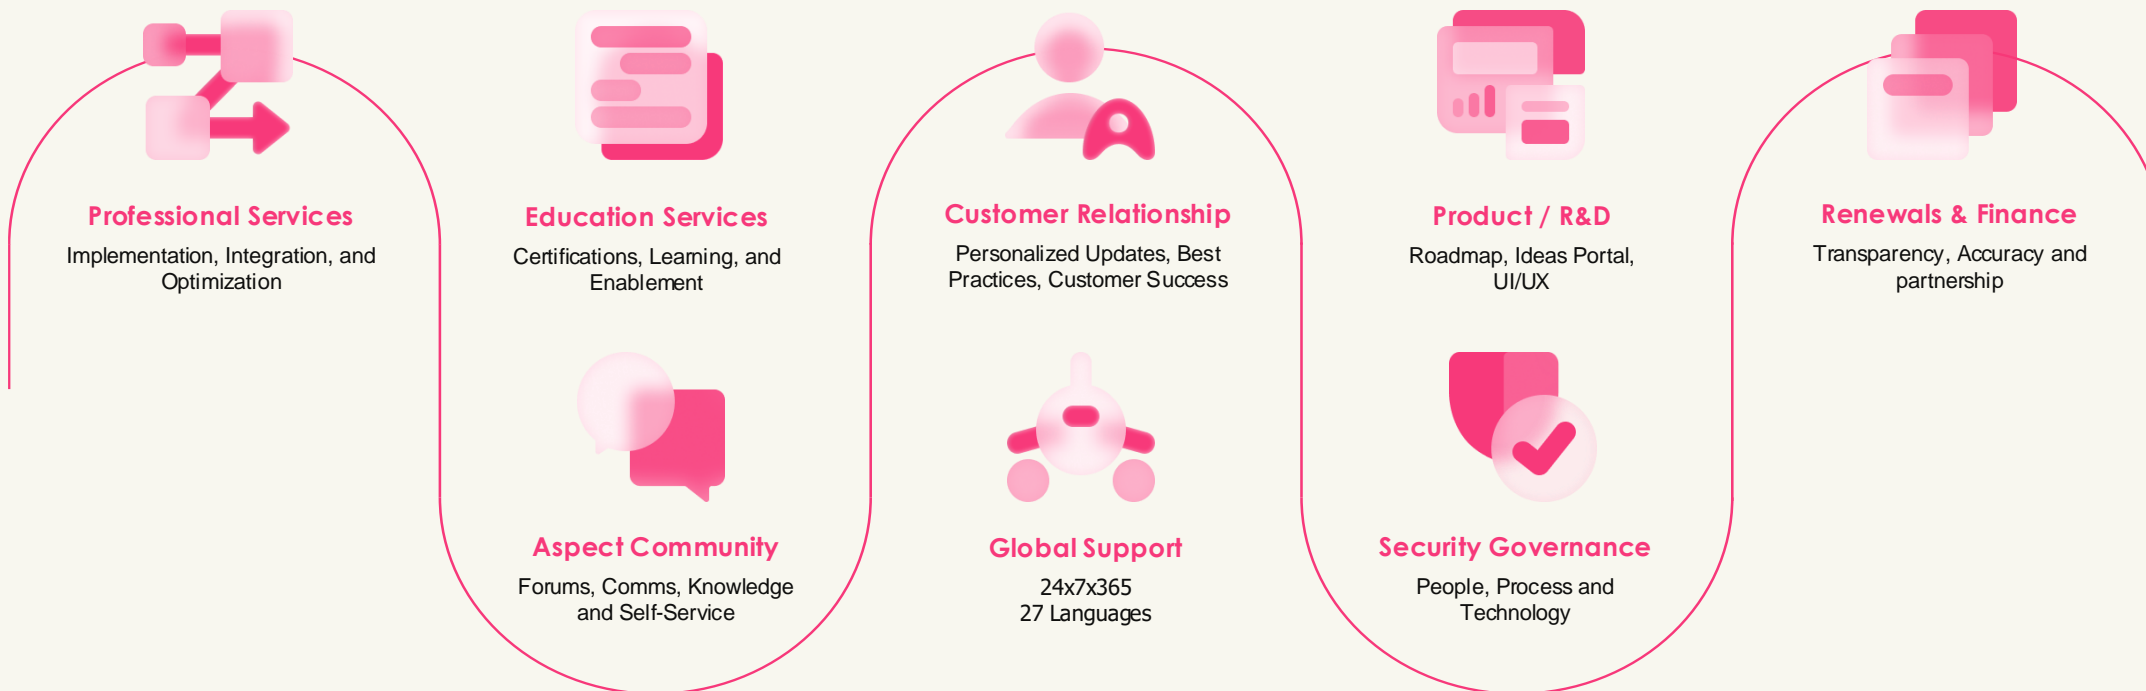 Professional Services
Implementation, Integration, and
Optimization
Education Services
Certifications, Learning, and
Enablement
Customer Relationship
Personalized Updates, Best
Practices, Customer Success
Product / R&D
Roadmap, Ideas Portal,
UI/UX
Renewals & Finance
Transparency, Accuracy and
partnership
Aspect Community
Forums, Comms, Knowledge
and Self-Service
Global Support
24x7x365
27 Languages
Security Governance
People, Process and
Technology